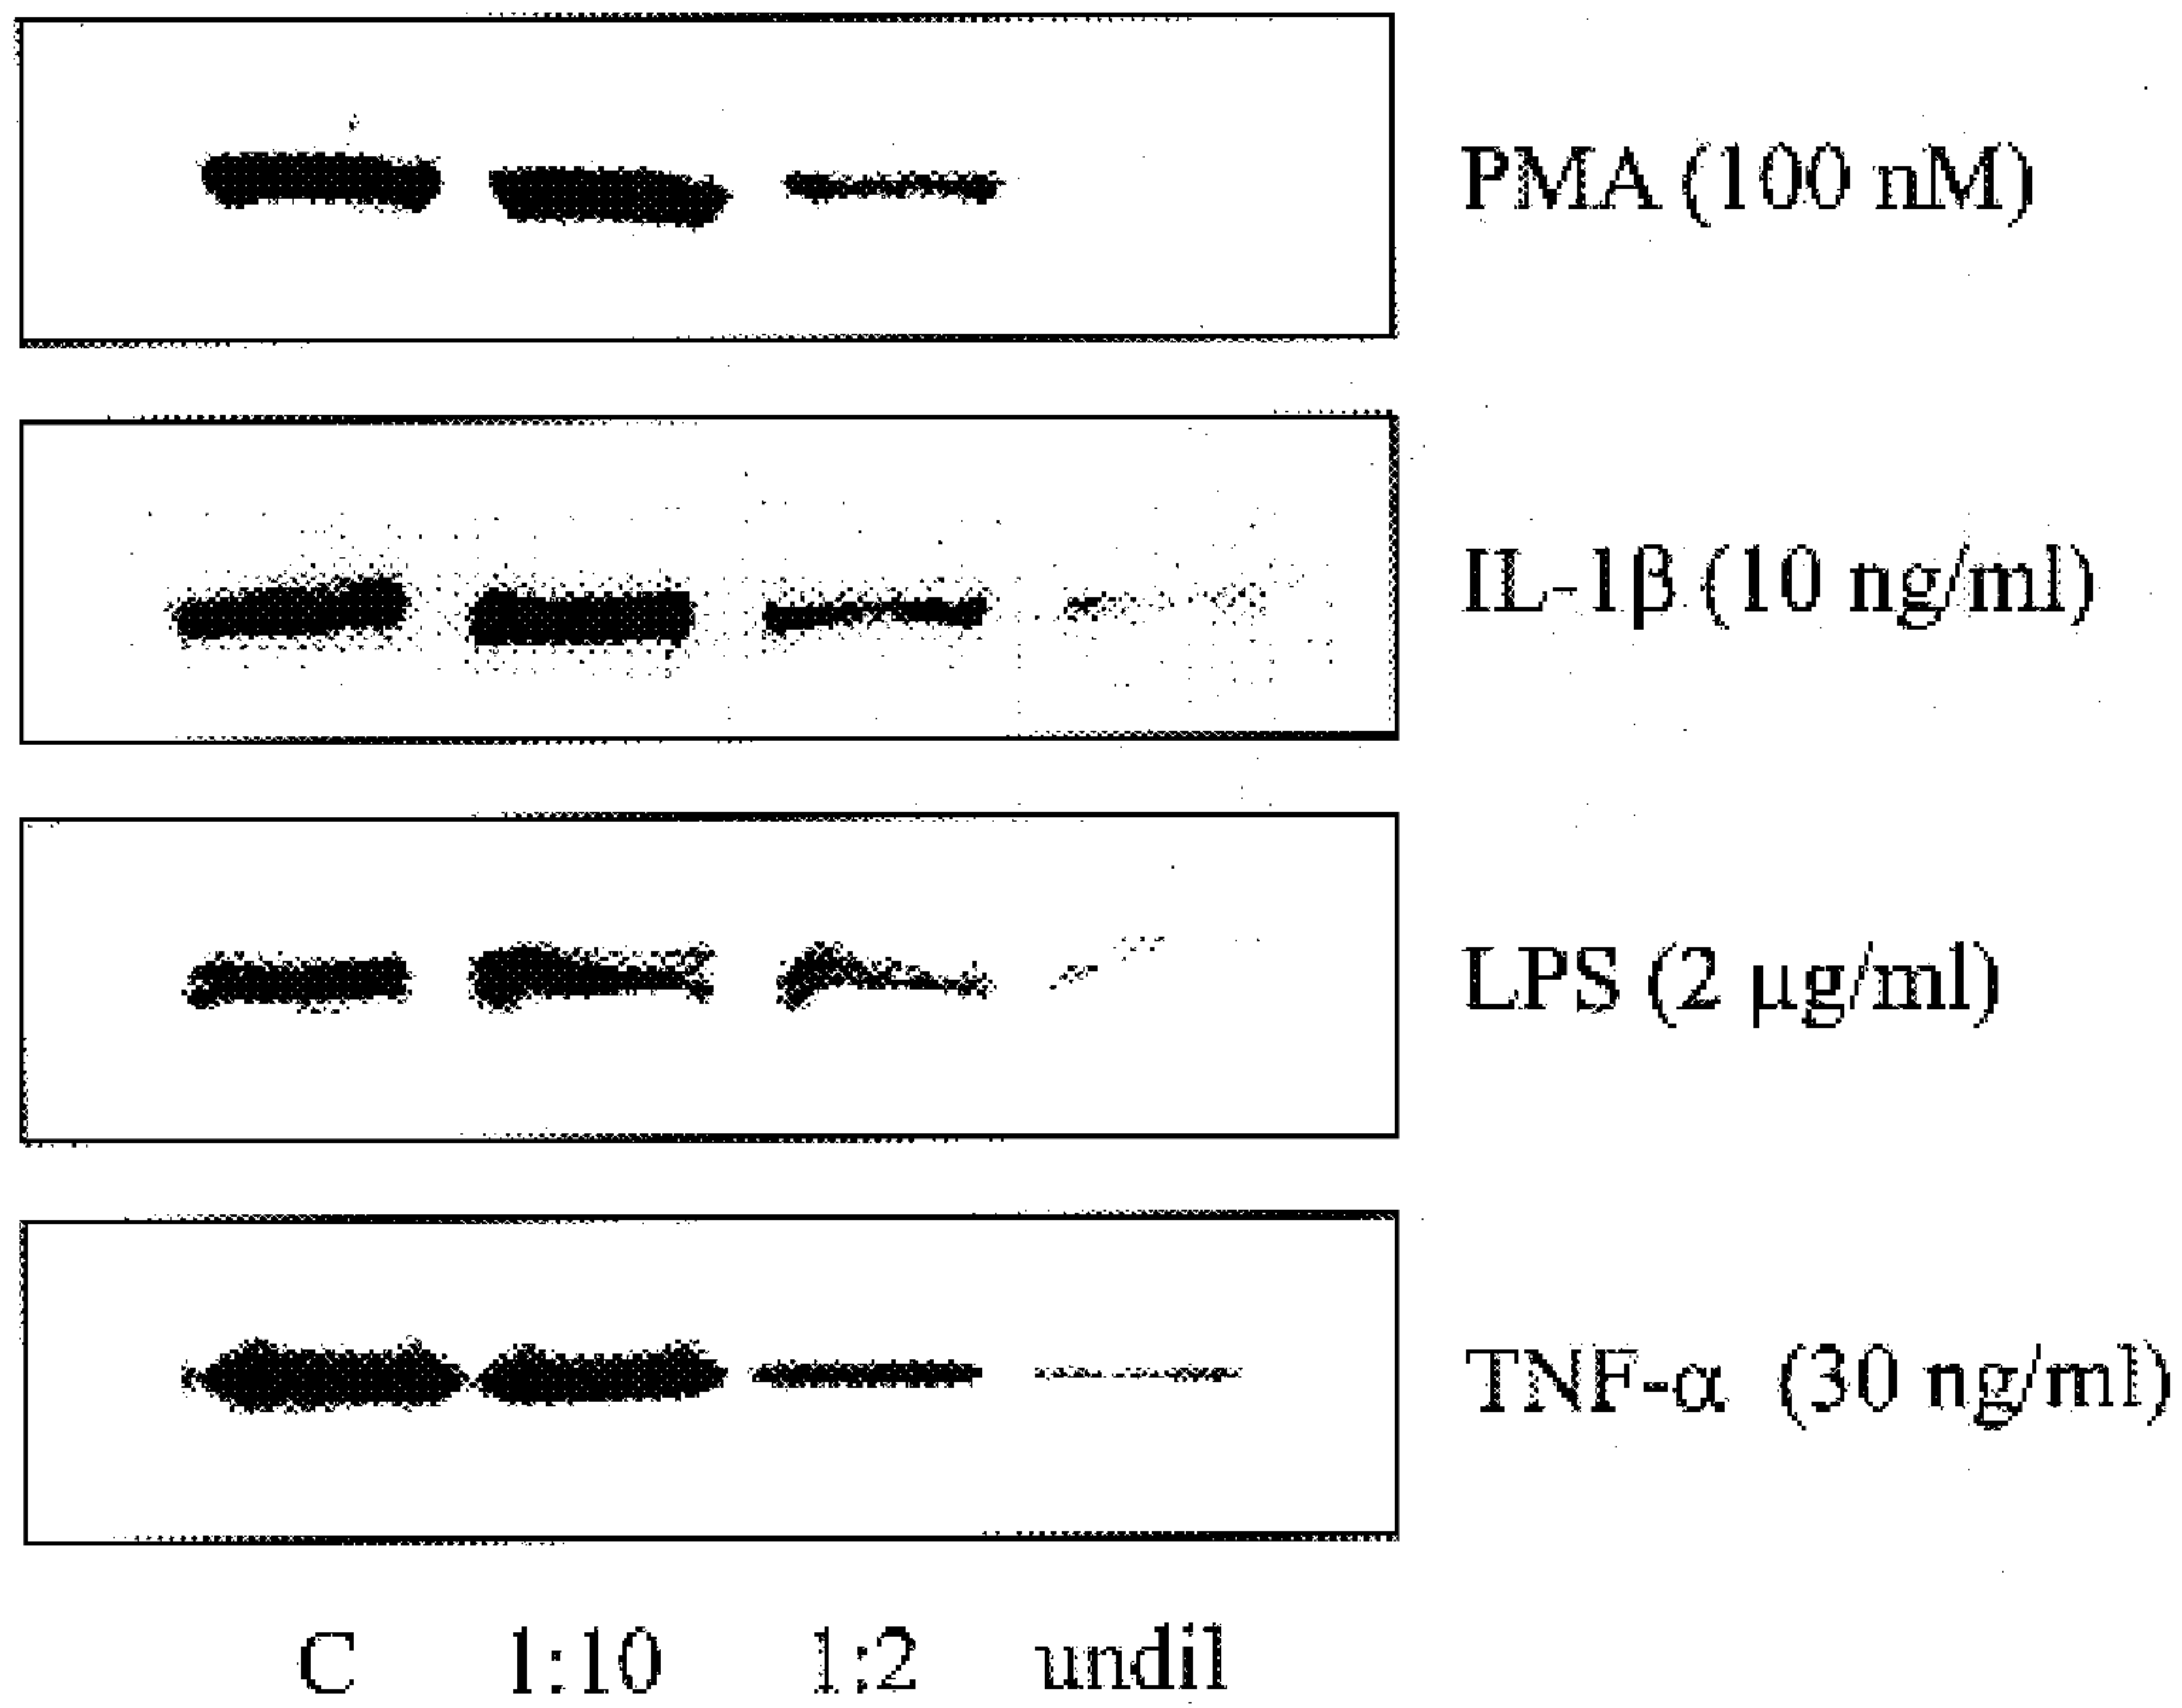 PMA (100 nM)
IL-1β (10 ng/ml)
LPS (2 μg/ml)
TNF-α (30 ng/ml)
C 1:10 1:2 undil